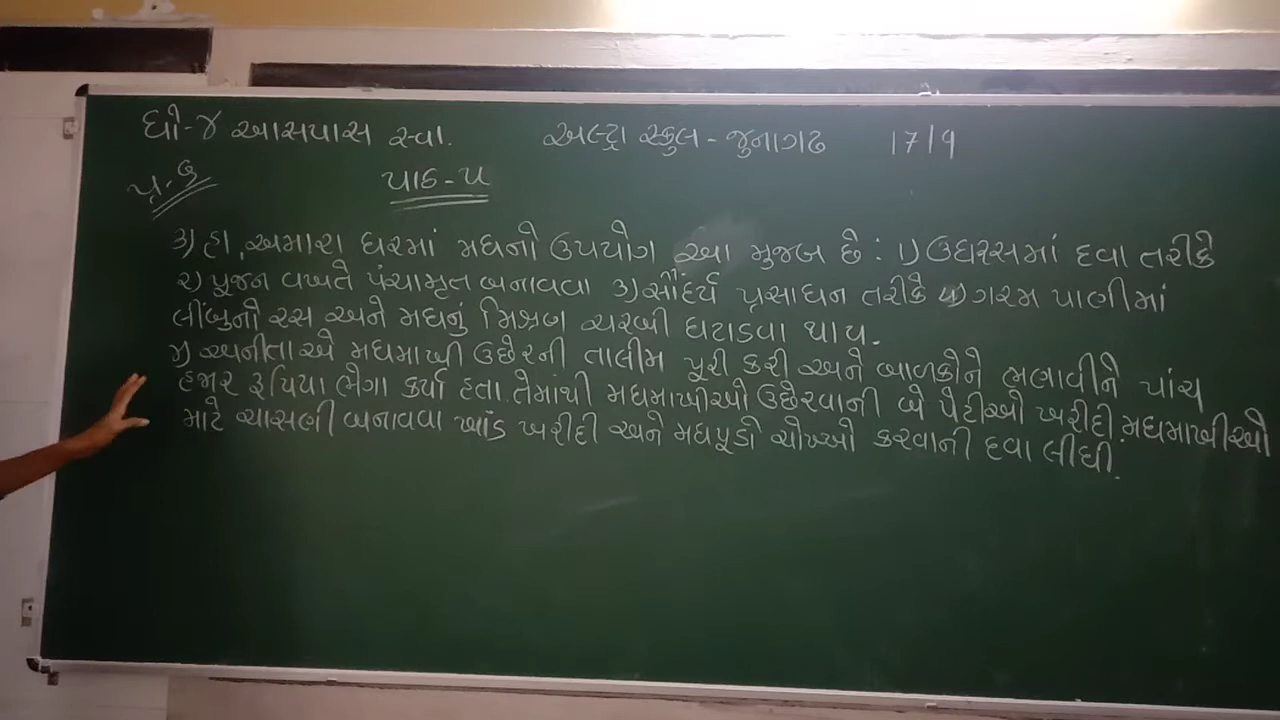 ધો-૪ આસપાસ સ્વા. અલ્ટ્રા સ્કુલ - જુનાગઢ 17/9
પ્ર.બ પાઠ-૫
૩) હા, અમારા ઘરમાં મધનો ઉપયોગ આ મુજબ છે : ૧) ઉધરસમાં દવા તરીકે
૨) પૂજન વખતે પંચામૃત બનાવવા ૩) સૌંદર્ય પ્રસાધન તરીકે ૪) ગરમ પાણીમાં
લીંબુનો રસ અને મધનું મિશ્રણ ચરબી ઘટાડવા થાય.
૪) અનીતાએ મધમાખી ઉછેરની તાલીમ પૂરી કરી અને બાળકોને ભણાવીને પાંચ
હજાર રૂપિયા ભેગા કર્યા હતા. તેમાંથી મધમાખીઓ ઉછેરવાની બે પેટીઓ ખરીદી. મધમાખીઓ
માટે ચાસણી બનાવવા ખાંડ ખરીદી અને મધપૂડો ચોખ્ખો કરવાની દવા લીધી.